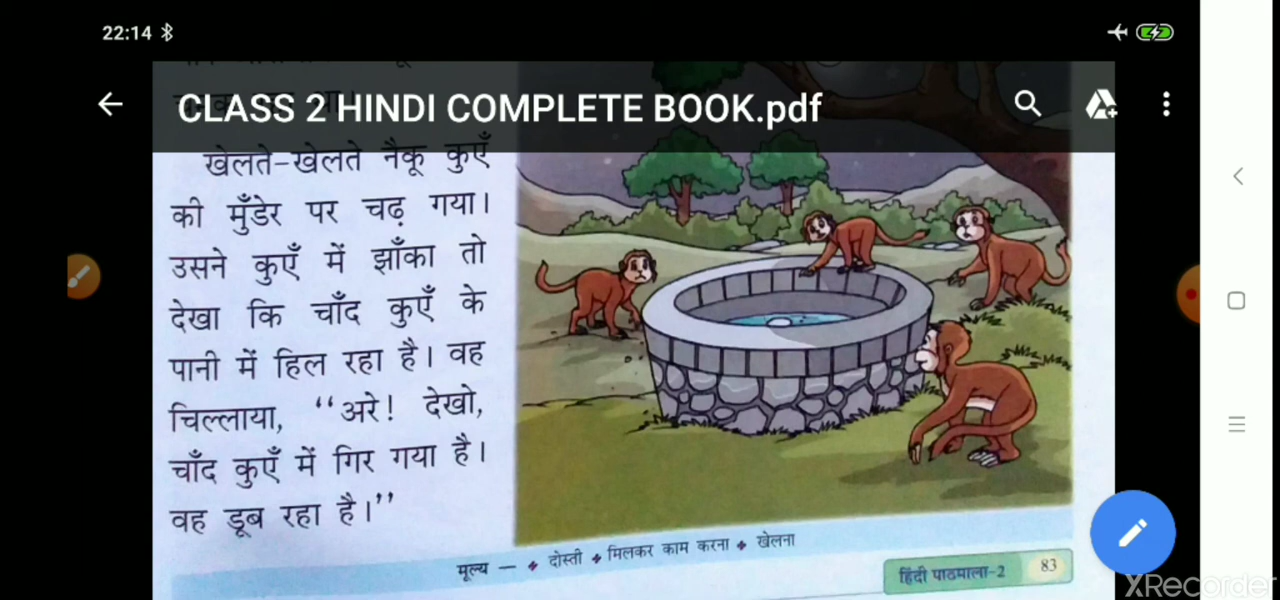 22:14
CLASS 2 HINDI COMPLETE BOOK.pdf
खेलते-खेलते नैकू कुएँ
की मुँडेर पर चढ़ गया।
उसने कुएँ में झाँका तो
देखा कि चाँद कुएँ के
पानी में हिल रहा है। वह
चिल्लाया, “अरे! देखो,
चाँद कुएँ में गिर गया है।
वह डूब रहा है।”
मूल्य — दोस्ती मिलकर काम करना खेलना
हिंदी पाठमाला-2 83
XRecorder